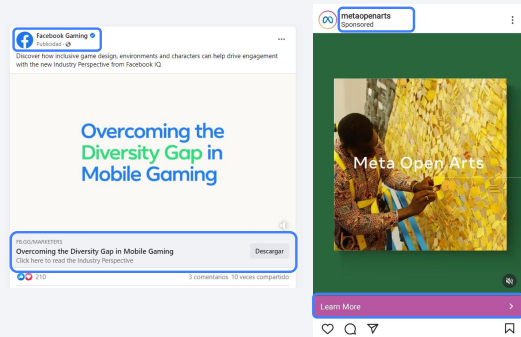 Facebook Gaming
Publicidad ·
Discover how inclusive game design, environments and characters can help drive engagement
with the new Industry Perspective from Facebook IQ
Overcoming the
Diversity Gap in
Mobile Gaming
FB.GG/MARKETERS
Overcoming the Diversity Gap in Mobile Gaming
Click here to read the Industry Perspective
Descargar
210
3 comentarios 10 veces compartido
metaopenarts
Sponsored
Meta Open Arts
Learn More